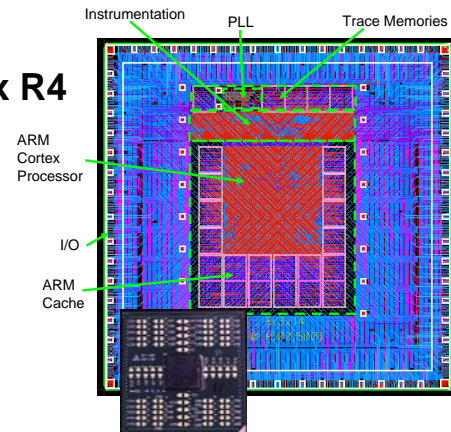 Instrumentation
PLL
Trace Memories
x R4
ARM
Cortex
Processor
I/O
ARM
Cache